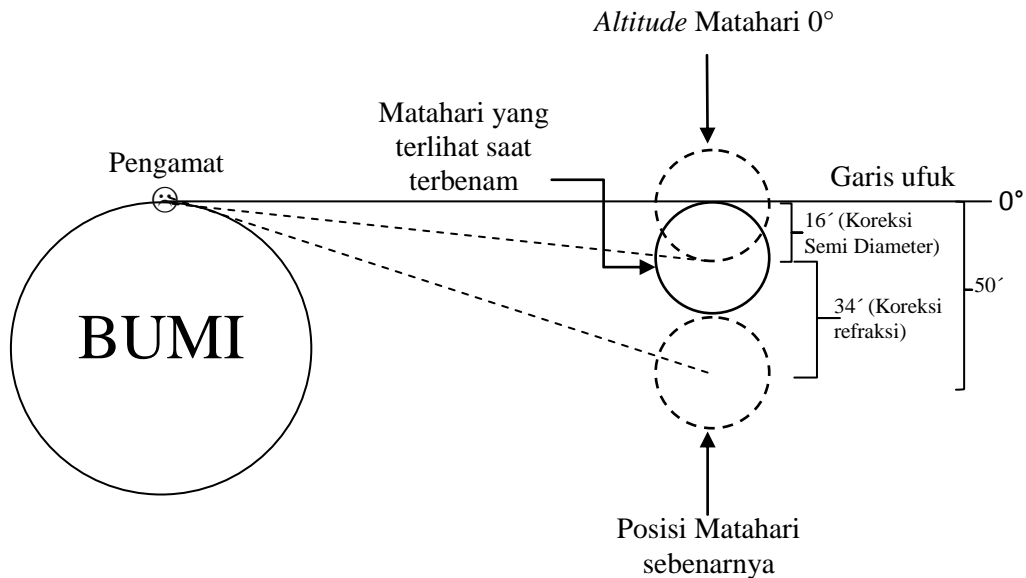 Altitude Matahari 0°
Matahari yang
terlihat saat
terbenam
Pengamat
Garis ufuk
0°
16´ (Koreksi
Semi Diameter)
50´
34´ (Koreksi
refraksi)
BUMI
Posisi Matahari
sebenarnya